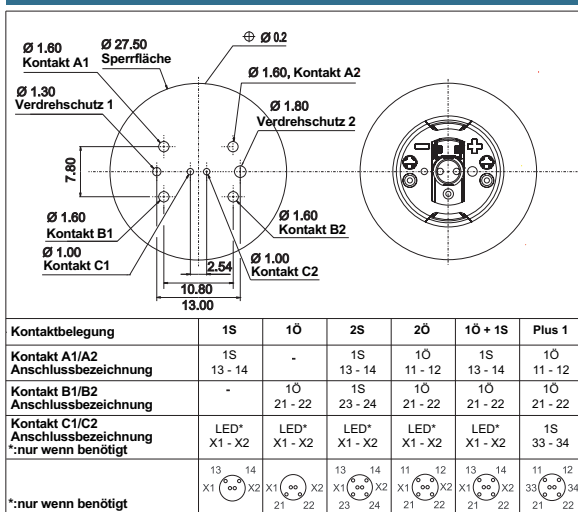 ⌖ Ø 0.2
Ø 1.60
Kontakt A1
Ø 27.50
Sperrfläche
Ø 1.60, Kontakt A2
Ø 1.30
Verdrehschutz 1
Ø 1.80
Verdrehschutz 2
7.80
Ø 1.60
Kontakt B1
Ø 1.60
Kontakt B2
Ø 1.00
Kontakt C1
Ø 1.00
Kontakt C2
2.54
10.80
13.00
Kontaktbelegung 1S 1Ö 2S 2Ö 1Ö + 1S Plus 1
Kontakt A1/A2 1S - 1S 1Ö 1S 1Ö
Anschlussbezeichnung 13 - 14 13 - 14 11 - 12 13 - 14 11 - 12
Kontakt B1/B2 - 1Ö 1S 1Ö 1Ö 1Ö
Anschlussbezeichnung 21 - 22 23 - 24 21 - 22 21 - 22 21 - 22
Kontakt C1/C2 LED* LED* LED* LED* LED* 1S
Anschlussbezeichnung X1 - X2 X1 - X2 X1 - X2 X1 - X2 X1 - X2 33 - 34
*:nur wenn benötigt
13 14 13 14 11 12 13 14 11 12
X1 X2 X1 X2 X1 X2 X1 X2 X1 X2 33 34
*:nur wenn benötigt 21 22 23 24 21 22 21 22 21 22